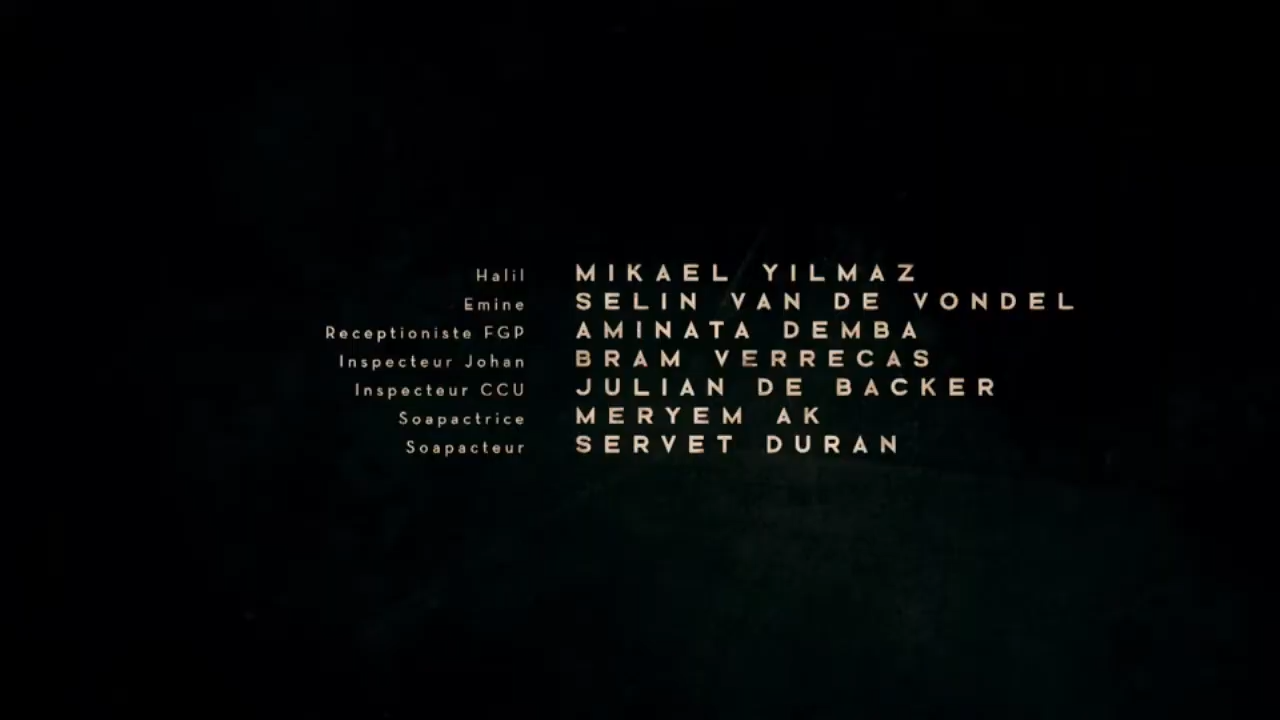 Halil MIKAEL YILMAZ
Emine SELIN VAN DE VONDEL
Receptioniste FGP AMINATA DEMBA
Inspecteur Johan BRAM VERRECAS
Inspecteur CCU JULIAN DE BACKER
Soapactrice MERYEM AK
Soapacteur SERVET DURAN